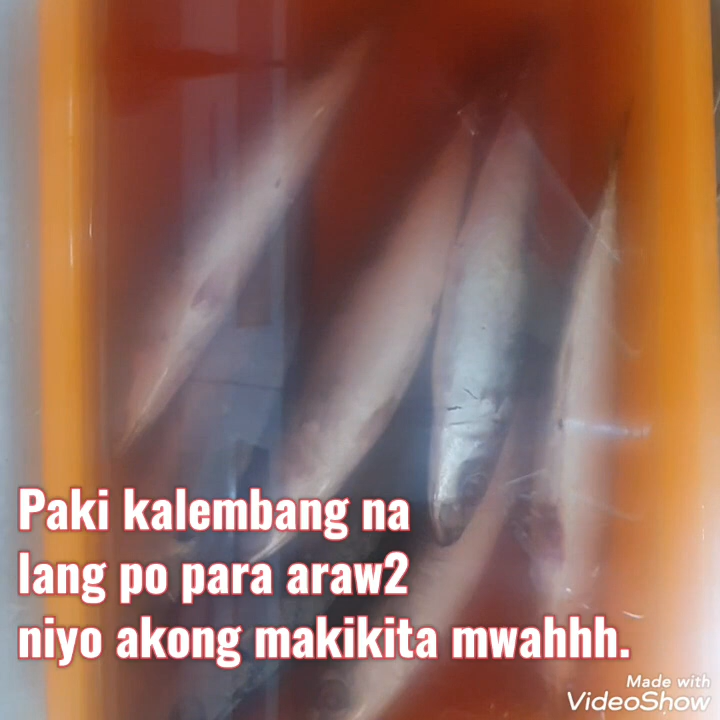 Paki kalembang na
lang po para araw2
niyo akong makikita mwahhh.
Made with
VideoShow